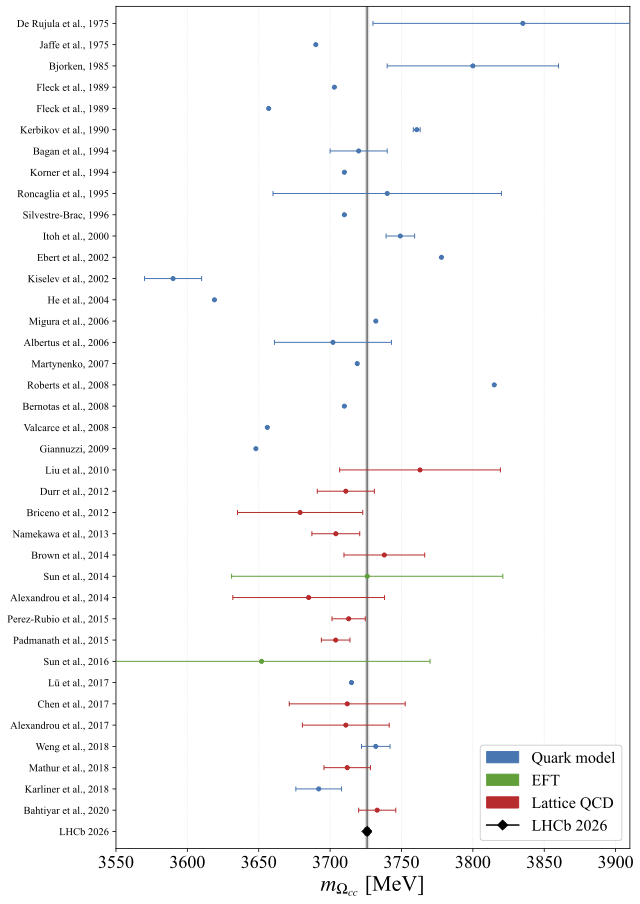 De Rujula et al., 1975
Jaffe et al., 1975
Bjorken, 1985
Fleck et al., 1989
Fleck et al., 1989
Kerbikov et al., 1990
Bagan et al., 1994
Korner et al., 1994
Roncaglia et al., 1995
Silvestre-Brac, 1996
Itoh et al., 2000
Ebert et al., 2002
Kiselev et al., 2002
He et al., 2004
Migura et al., 2006
Albertus et al., 2006
Martynenko, 2007
Roberts et al., 2008
Bernotas et al., 2008
Valcarce et al., 2008
Giannuzzi, 2009
Liu et al., 2010
Durr et al., 2012
Briceno et al., 2012
Namekawa et al., 2013
Brown et al., 2014
Sun et al., 2014
Alexandrou et al., 2014
Perez-Rubio et al., 2015
Padmanath et al., 2015
Sun et al., 2016
Lü et al., 2017
Chen et al., 2017
Alexandrou et al., 2017
Weng et al., 2018
Mathur et al., 2018
Karliner et al., 2018
Bahtiyar et al., 2020
LHCb 2026
Quark model
EFT
Lattice QCD
LHCb 2026
3550 3600 3650 3700 3750 3800 3850 3900
m_{Ω_{cc}} [MeV]